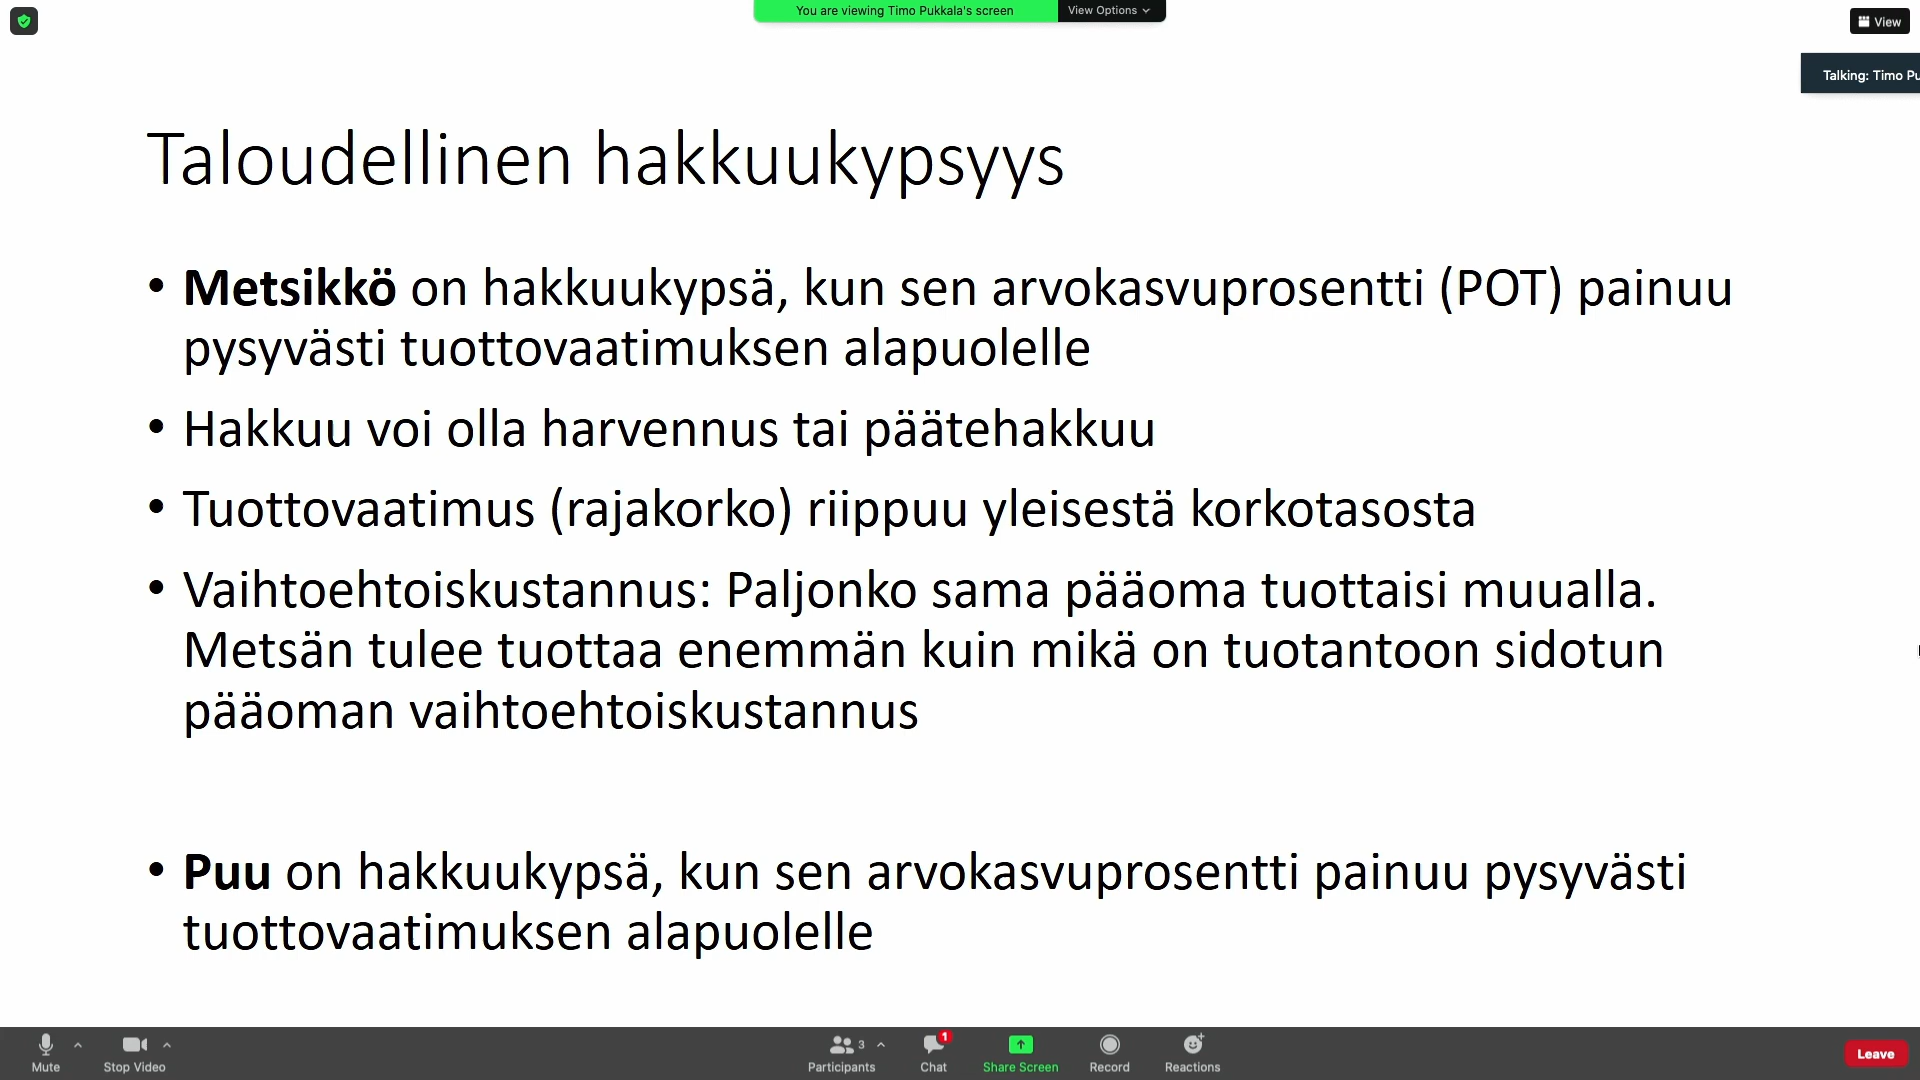 You are viewing Timo Pukkala's screen
View Options
View
Talking: Timo Pu
Taloudellinen hakkuukypsyys
• Metsikkö on hakkuukypsä, kun sen arvokasvuprosentti (POT) painuu
pysyvästi tuottovaatimuksen alapuolelle
• Hakkuu voi olla harvennus tai päätehakkuu
• Tuottovaatimus (rajakorko) riippuu yleisestä korkotasosta
• Vaihtoehtoiskustannus: Paljonko sama pääoma tuottaisi muualla.
Metsän tulee tuottaa enemmän kuin mikä on tuotantoon sidotun
pääoman vaihtoehtoiskustannus
• Puu on hakkuukypsä, kun sen arvokasvuprosentti painuu pysyvästi
tuottovaatimuksen alapuolelle
3
1
Mute
Stop Video
Participants
Chat
Share Screen
Record
Reactions
Leave